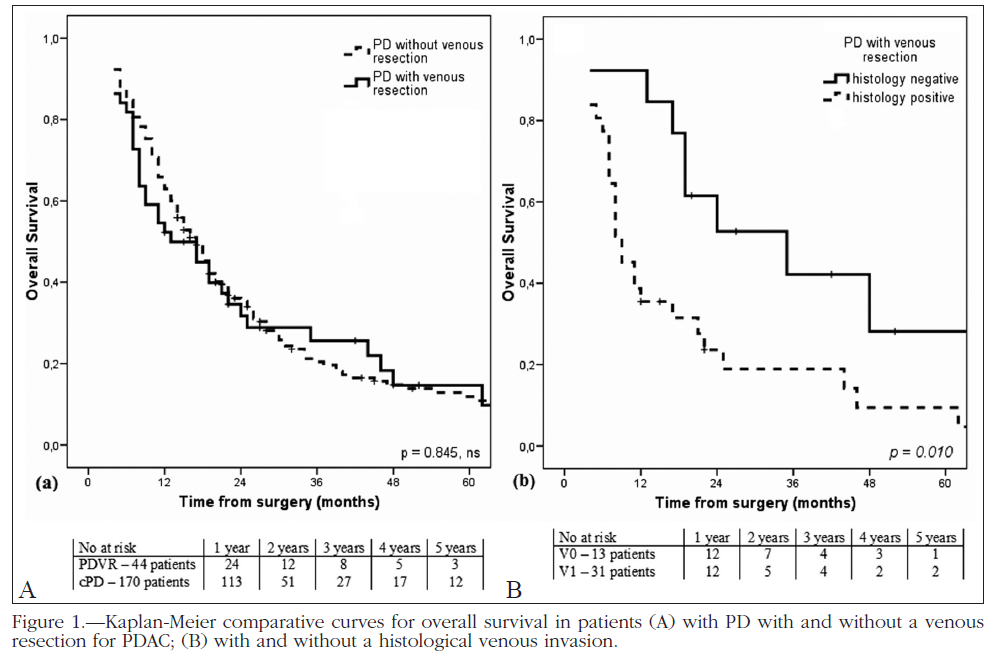 1,0
0,8
0,6
0,4
0,2
0,0
Overall Survival
PD without venous
resection
PD with venous
resection
p = 0.845, ns
0 12 24 36 48 60
(a)
Time from surgery (months)
No at risk 1 year 2 years 3 years 4 years 5 years
PDVR – 44 patients 24 12 8 5 3
cPD – 170 patients 113 51 27 17 12
A
1,0
0,8
0,6
0,4
0,2
0,0
Overall Survival
PD with venous
resection
histology negative
histology positive
p = 0.010
0 12 24 36 48 60
(b)
Time from surgery (months)
No at risk 1 year 2 years 3 years 4 years 5 years
V0 – 13 patients 12 7 4 3 1
V1 – 31 patients 12 5 4 2 2
B
Figure 1.—Kaplan-Meier comparative curves for overall survival in patients (A) with PD with and without a venous
resection for PDAC; (B) with and without a histological venous invasion.